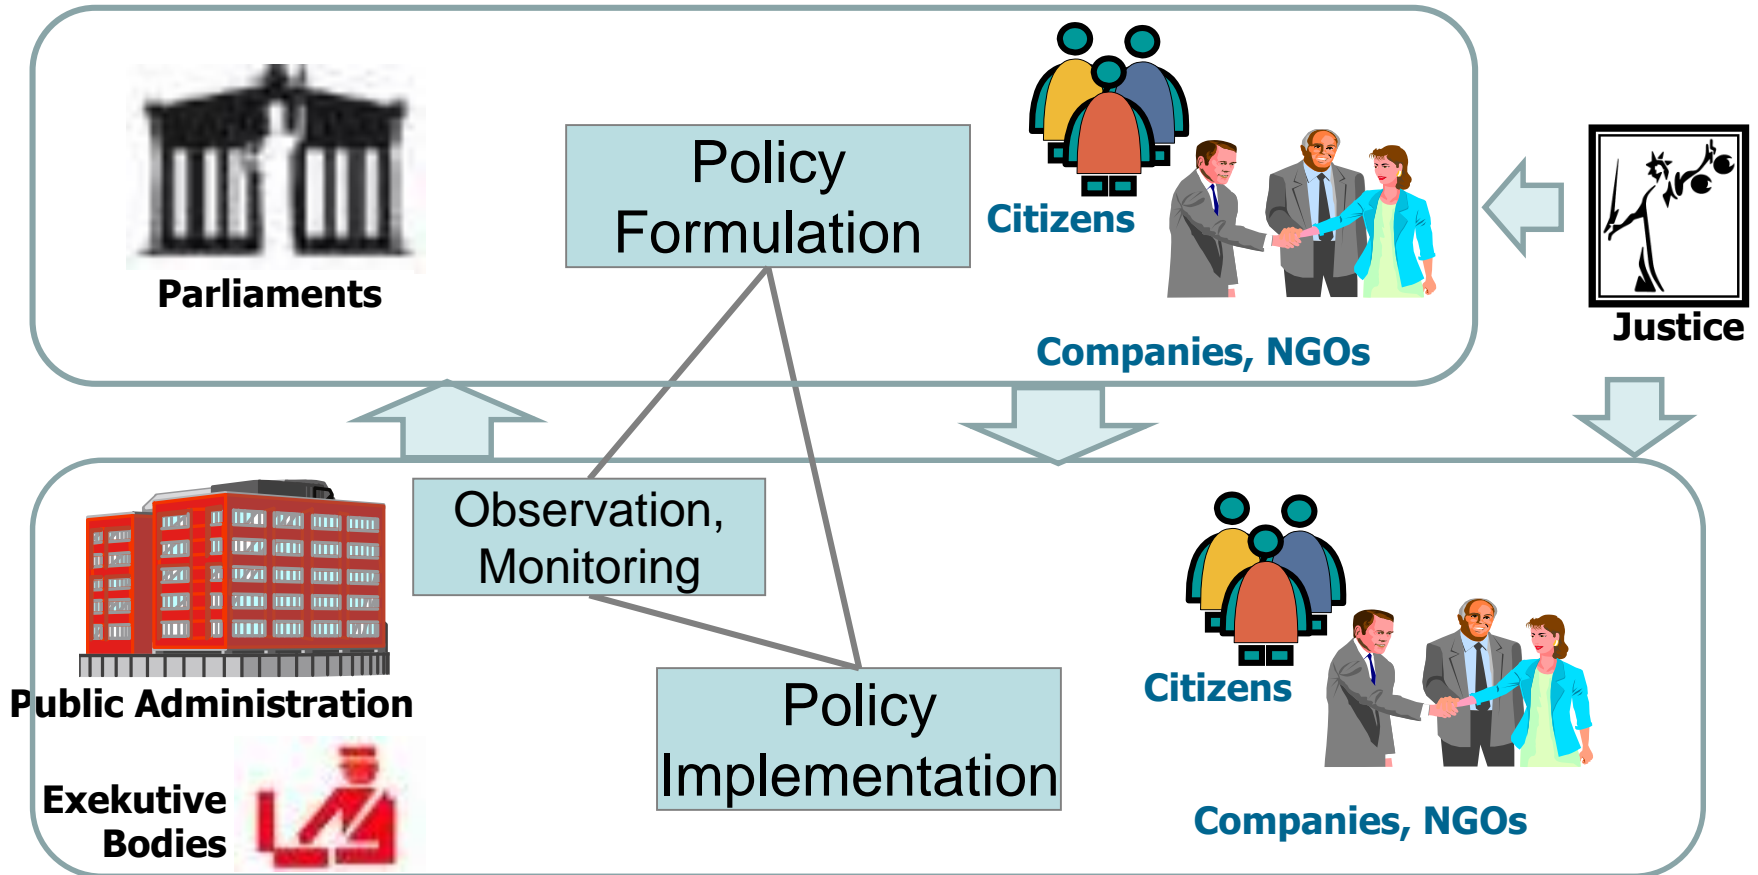 Policy
Formulation
Citizens
Parliaments
Companies, NGOs
Justice
Observation,
Monitoring
Public Administration
Policy
Implementation
Citizens
Exekutive
Bodies
Companies, NGOs